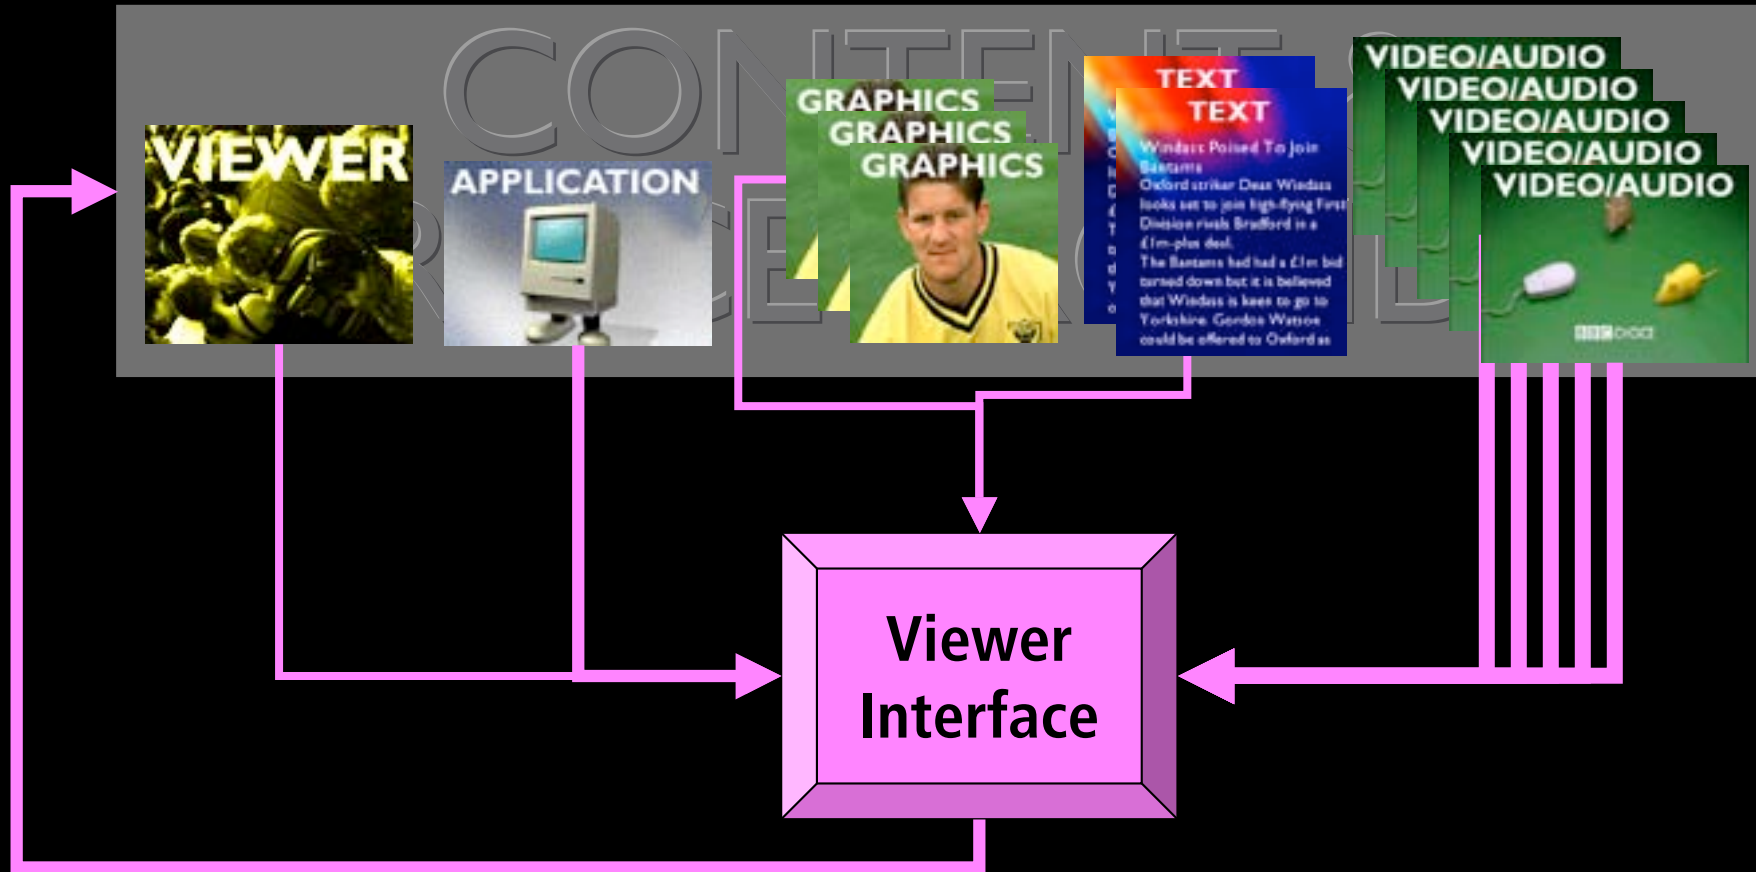 VIEWER
APPLICATION
GRAPHICS
GRAPHICS
GRAPHICS
TEXT
TEXT
Windass Poised To Join
Bantams
Oxford striker Dean Windass
looks set to join high-flying First
Division rivals Bradford in a
£1m-plus deal.
The Bantams had had a £1m bid
turned down but it is believed
that Windass is keen to go to
Yorkshire. Gordon Watson
could be offered to Oxford as
VIDEO/AUDIO
VIDEO/AUDIO
VIDEO/AUDIO
VIDEO/AUDIO
VIDEO/AUDIO
BBC
Viewer
Interface